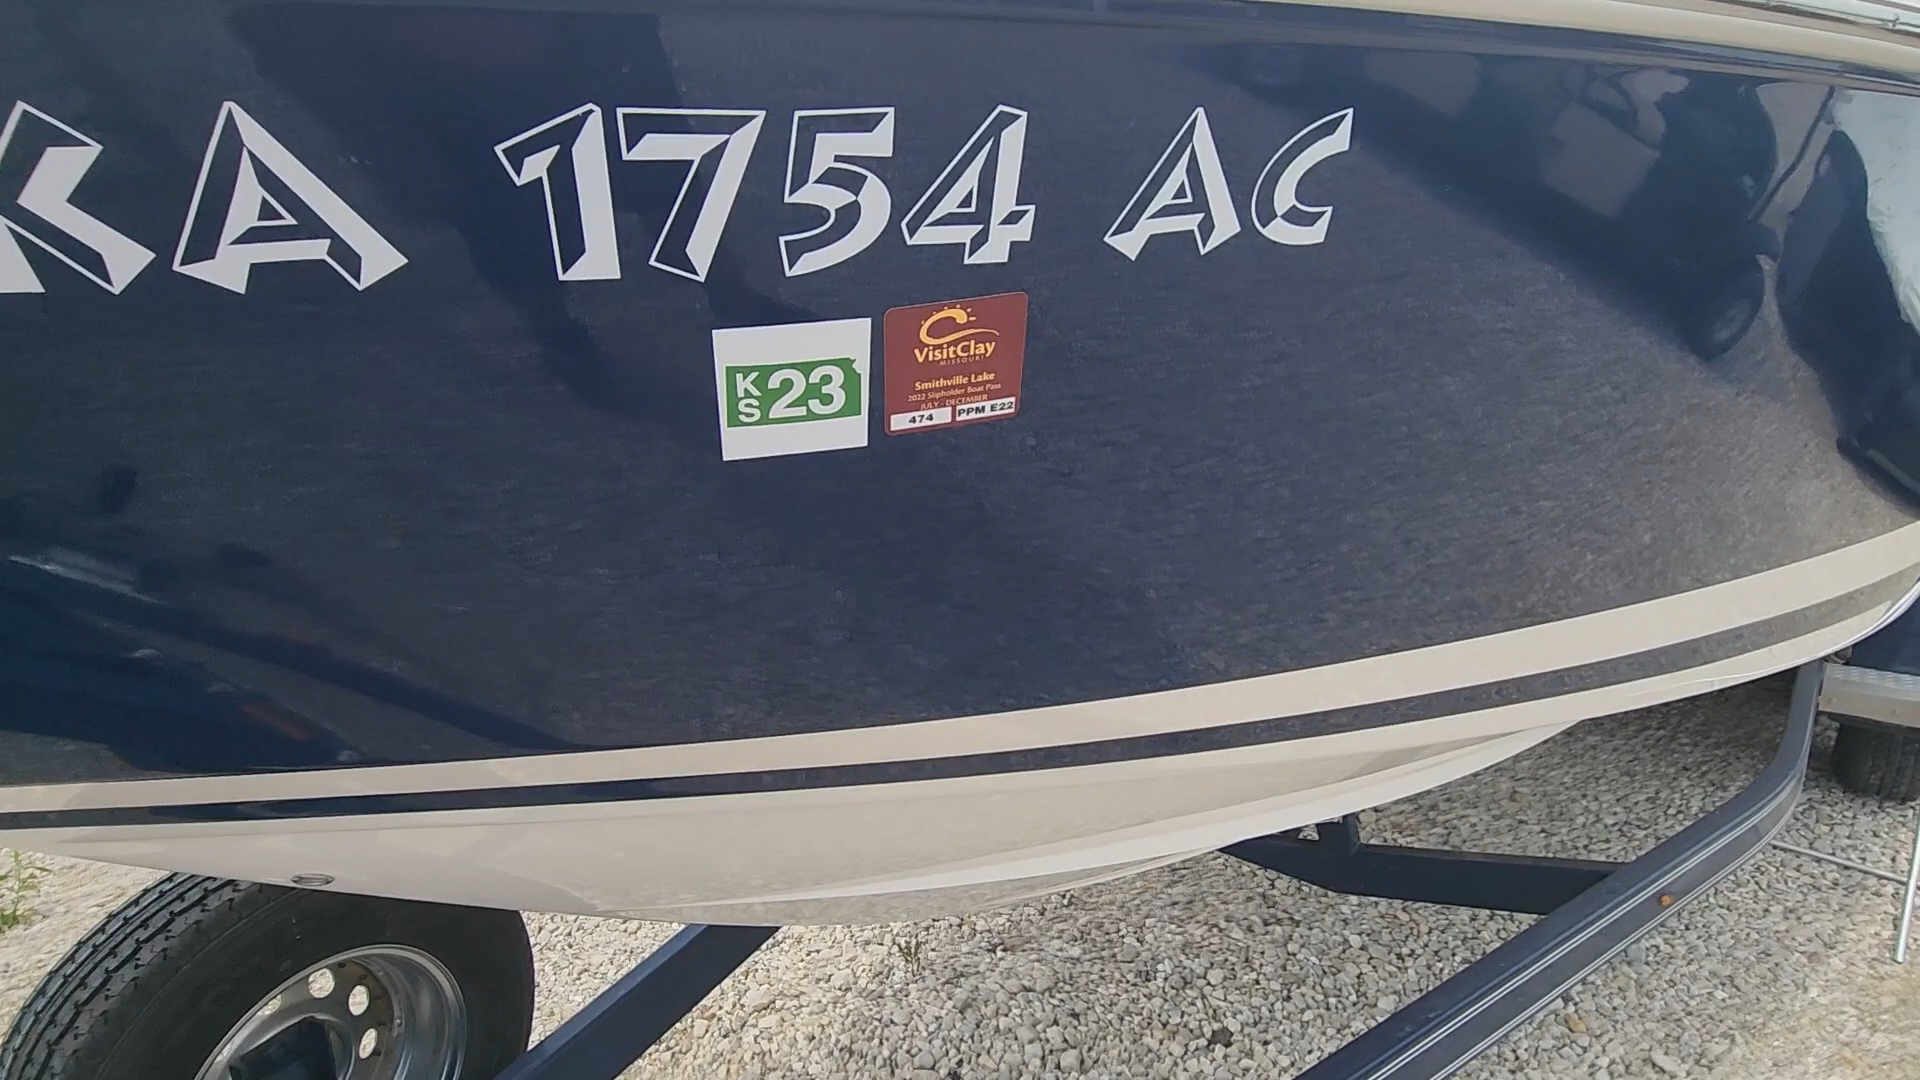 KA 1754 AC
KS 23
VisitClay
MISSOURI
Smithville Lake
2022 Slipholder Boat Pass
JULY - DECEMBER
474 PPM E22